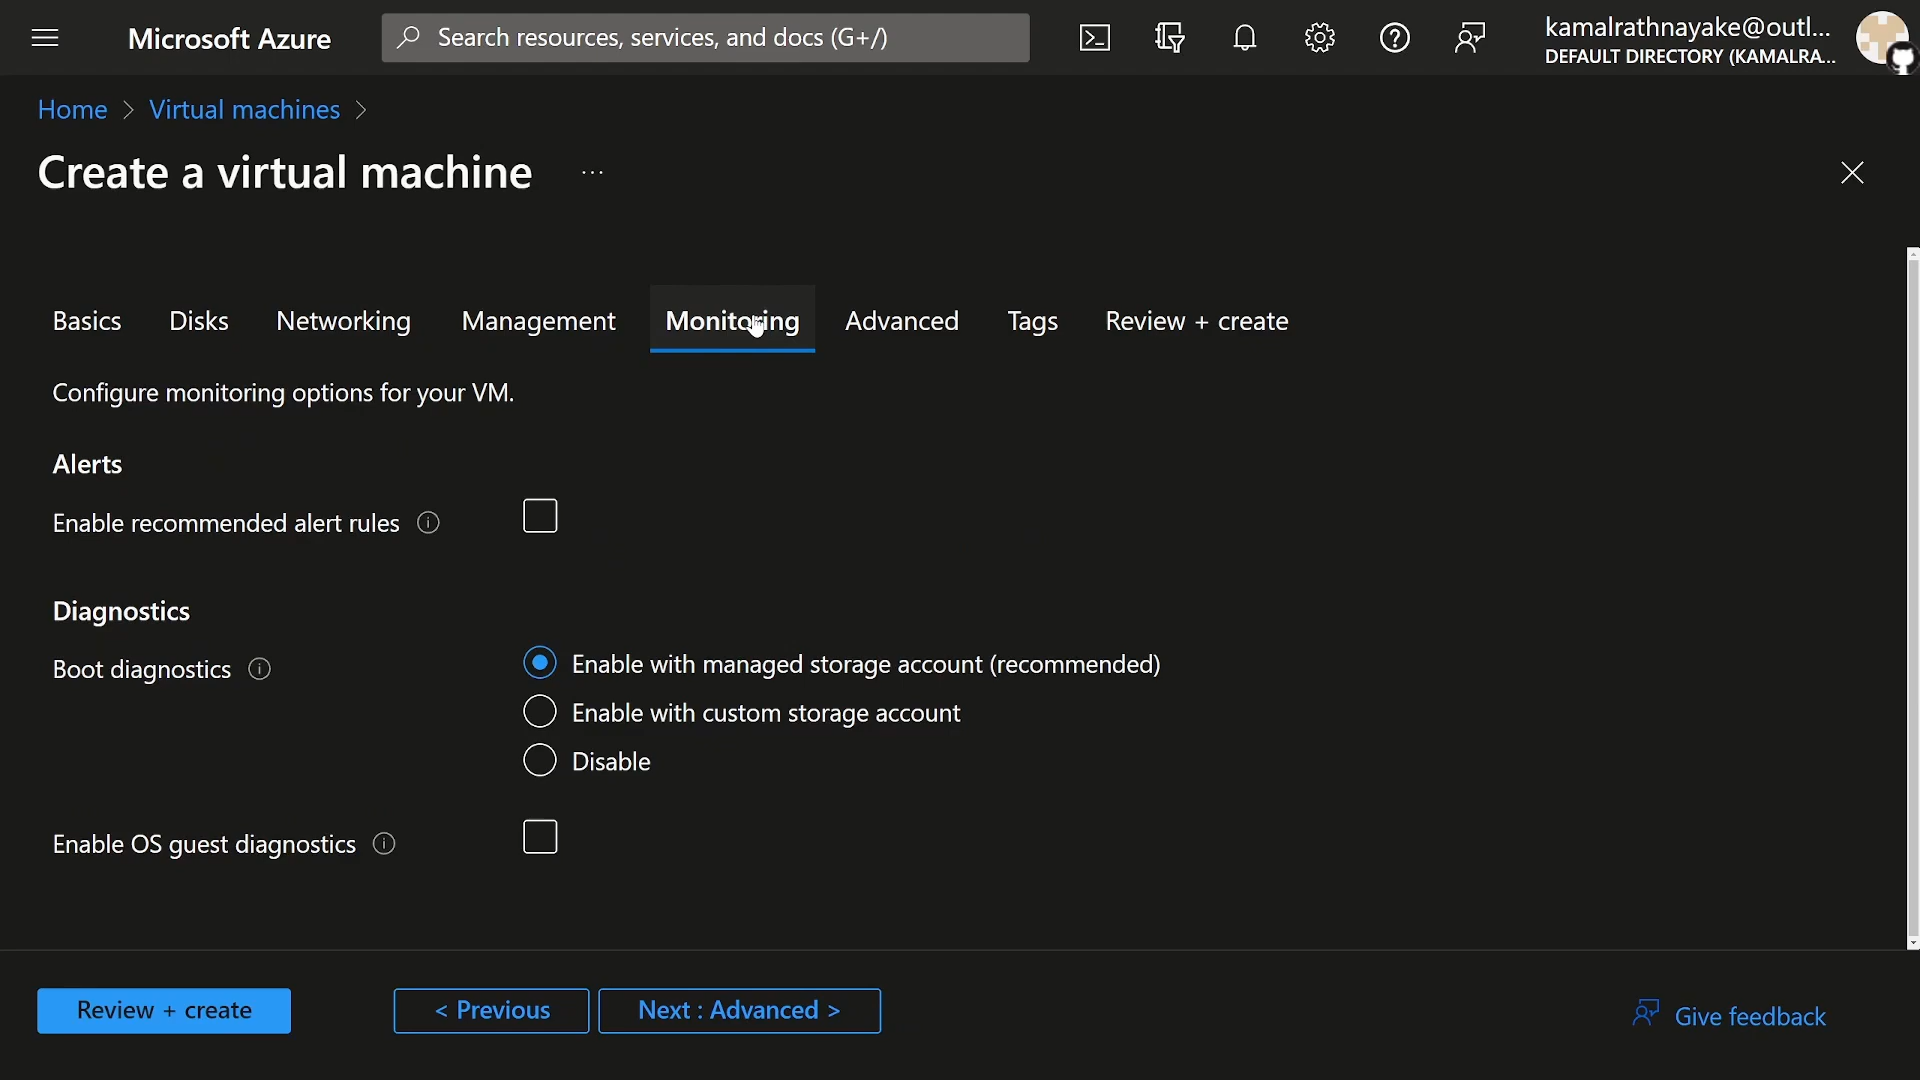 Microsoft Azure
Search resources, services, and docs (G+/)
kamalrathnayake@outl...
DEFAULT DIRECTORY (KAMALRA...
Home > Virtual machines >
Create a virtual machine ...
Basics Disks Networking Management Monitoring Advanced Tags Review + create
Configure monitoring options for your VM.
Alerts
Enable recommended alert rules
Diagnostics
Boot diagnostics
Enable with managed storage account (recommended)
Enable with custom storage account
Disable
Enable OS guest diagnostics
Review + create
< Previous
Next : Advanced >
Give feedback